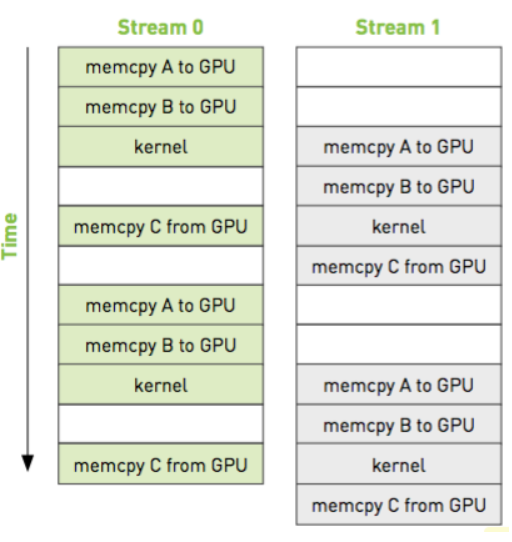 Stream 0
Stream 1
memcpy A to GPU
memcpy B to GPU
kernel
memcpy A to GPU
memcpy B to GPU
memcpy C from GPU
kernel
memcpy C from GPU
memcpy A to GPU
memcpy B to GPU
kernel
memcpy A to GPU
memcpy B to GPU
memcpy C from GPU
kernel
memcpy C from GPU
Time